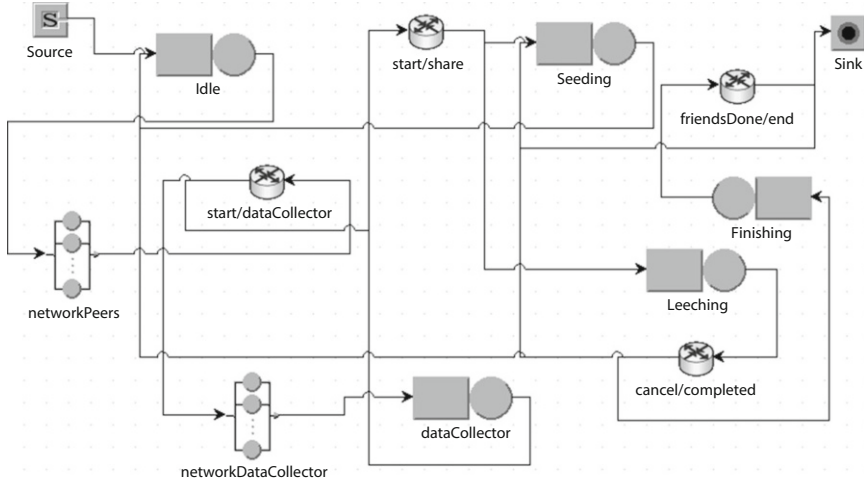 S
Source
Idle
start/share
Seeding
Sink
friendsDone/end
start/dataCollector
Finishing
networkPeers
Leeching
cancel/completed
dataCollector
networkDataCollector